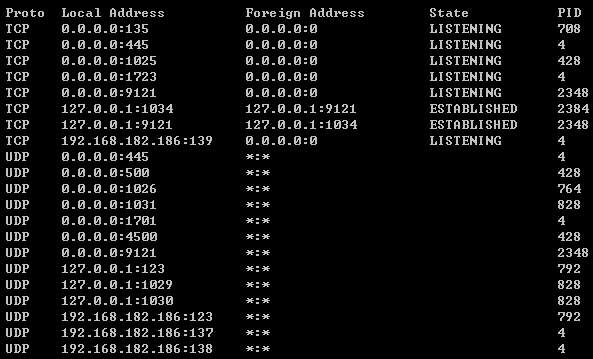 Proto Local Address Foreign Address State PID
TCP 0.0.0.0:135 0.0.0.0:0 LISTENING 708
TCP 0.0.0.0:445 0.0.0.0:0 LISTENING 4
TCP 0.0.0.0:1025 0.0.0.0:0 LISTENING 428
TCP 0.0.0.0:1723 0.0.0.0:0 LISTENING 4
TCP 0.0.0.0:9121 0.0.0.0:0 LISTENING 2348
TCP 127.0.0.1:1034 127.0.0.1:9121 ESTABLISHED 2384
TCP 127.0.0.1:9121 127.0.0.1:1034 ESTABLISHED 2348
TCP 192.168.182.186:139 0.0.0.0:0 LISTENING 4
UDP 0.0.0.0:445 *:* 4
UDP 0.0.0.0:500 *:* 428
UDP 0.0.0.0:1026 *:* 764
UDP 0.0.0.0:1031 *:* 828
UDP 0.0.0.0:1701 *:* 4
UDP 0.0.0.0:4500 *:* 428
UDP 0.0.0.0:9121 *:* 2348
UDP 127.0.0.1:123 *:* 792
UDP 127.0.0.1:1029 *:* 828
UDP 127.0.0.1:1030 *:* 828
UDP 192.168.182.186:123 *:* 792
UDP 192.168.182.186:137 *:* 4
UDP 192.168.182.186:138 *:* 4